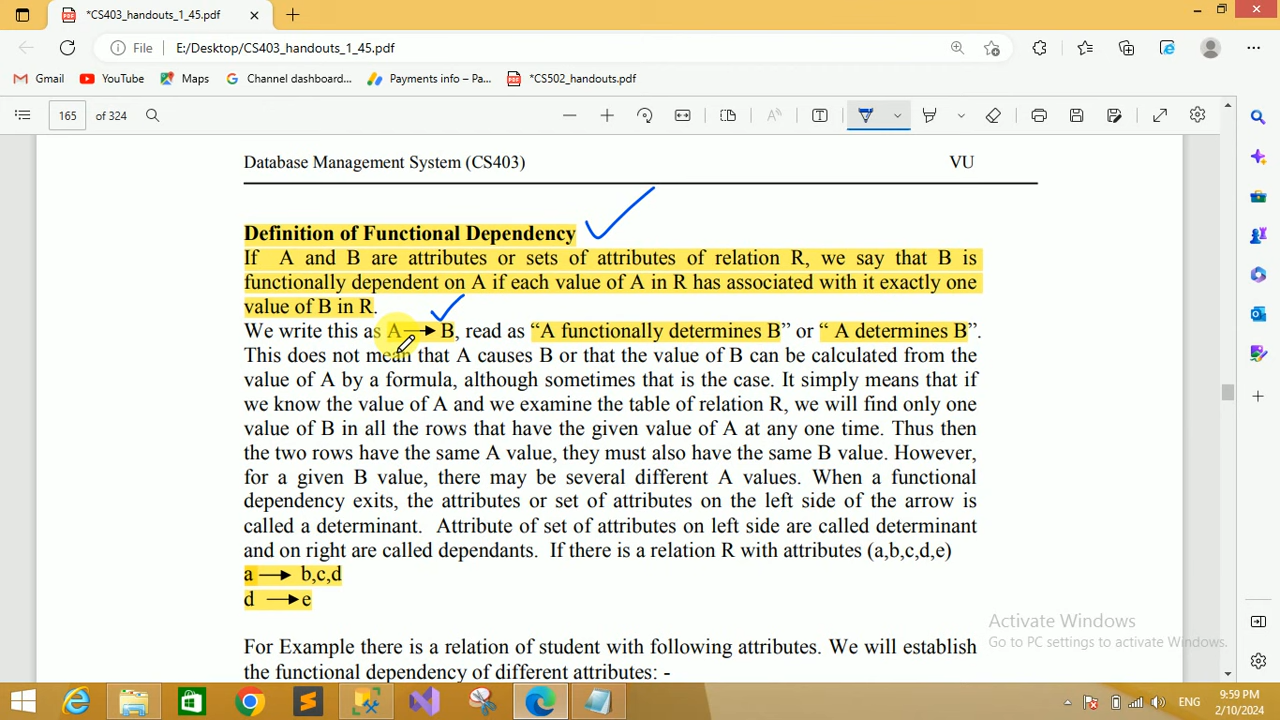 *CS403_handouts_1_45.pdf
File
E:/Desktop/CS403_handouts_1_45.pdf
Gmail YouTube Maps Channel dashboard... Payments info – Pa... *CS502_handouts.pdf
165 of 324
Database Management System (CS403) VU
Definition of Functional Dependency
If A and B are attributes or sets of attributes of relation R, we say that B is
functionally dependent on A if each value of A in R has associated with it exactly one
value of B in R.
We write this as A → B, read as “A functionally determines B” or “ A determines B”.
This does not mean that A causes B or that the value of B can be calculated from the
value of A by a formula, although sometimes that is the case. It simply means that if
we know the value of A and we examine the table of relation R, we will find only one
value of B in all the rows that have the given value of A at any one time. Thus then
the two rows have the same A value, they must also have the same B value. However,
for a given B value, there may be several different A values. When a functional
dependency exits, the attributes or set of attributes on the left side of the arrow is
called a determinant. Attribute of set of attributes on left side are called determinant
and on right are called dependants. If there is a relation R with attributes (a,b,c,d,e)
a → b,c,d
d → e
For Example there is a relation of student with following attributes. We will establish
the functional dependency of different attributes: -
Activate Windows
Go to PC settings to activate Windows.
ENG
9:59 PM
2/10/2024